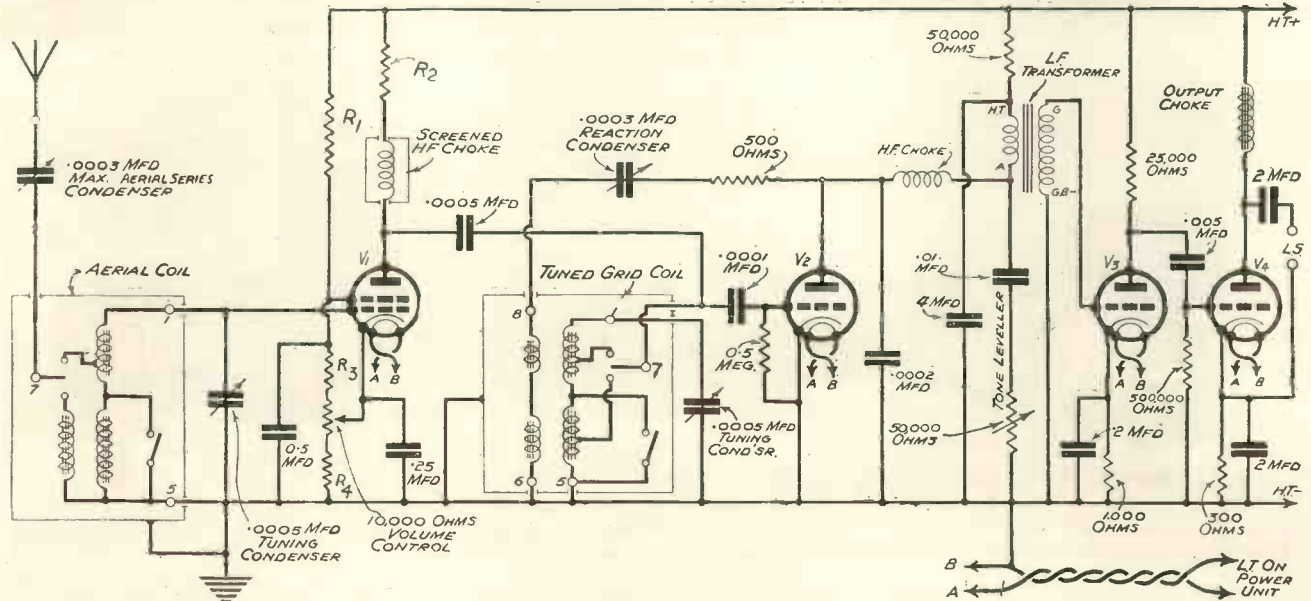 HT+
50,000
OHMS
L.F.
TRANSFORMER
R2
R1
SCREENED
HF CHOKE
.0003 MFD
REACTION
CONDENSER
500
OHMS
H.F. CHOKE
H.T
G
A
GB-
OUTPUT
CHOKE
25,000
OHMS
2 MFD
.0003 MFD
MAX. AERIAL SERIES
CONDENSER
.0005 MFD
.005
MFD
L.S.
AERIAL COIL
V1
TUNED GRID COIL
.0001
MFD
V2
.01
MFD
V3
V4
1
8
1
4 MFD
7
R3
A B
7
0.5
MEG.
A B
.0002
MFD
TONE LEVELLER
A B
A B
500,000
OHMS
0.5
MFD
.25
MFD
.0005 MFD
TUNING
COND'SR.
50,000
OHMS
.2 MFD
2 MFD
5
R4
6 5
H.T.-
.0005 MFD
TUNING
CONDENSER
10,000 OHMS
VOLUME
CONTROL
1,000
OHMS
300
OHMS
B
A
LT ON
POWER
UNIT